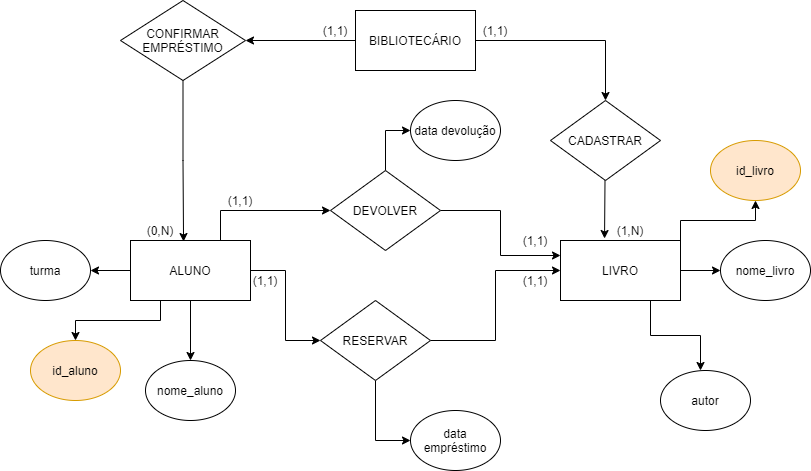 CONFIRMAR
EMPRÉSTIMO
(1,1)
BIBLIOTECÁRIO
(1,1)
data devolução
CADASTRAR
id_livro
(1,1)
DEVOLVER
(0,N)
(1,1)
(1,N)
turma
ALUNO
(1,1)
(1,1)
LIVRO
nome_livro
RESERVAR
id_aluno
nome_aluno
autor
data
empréstimo